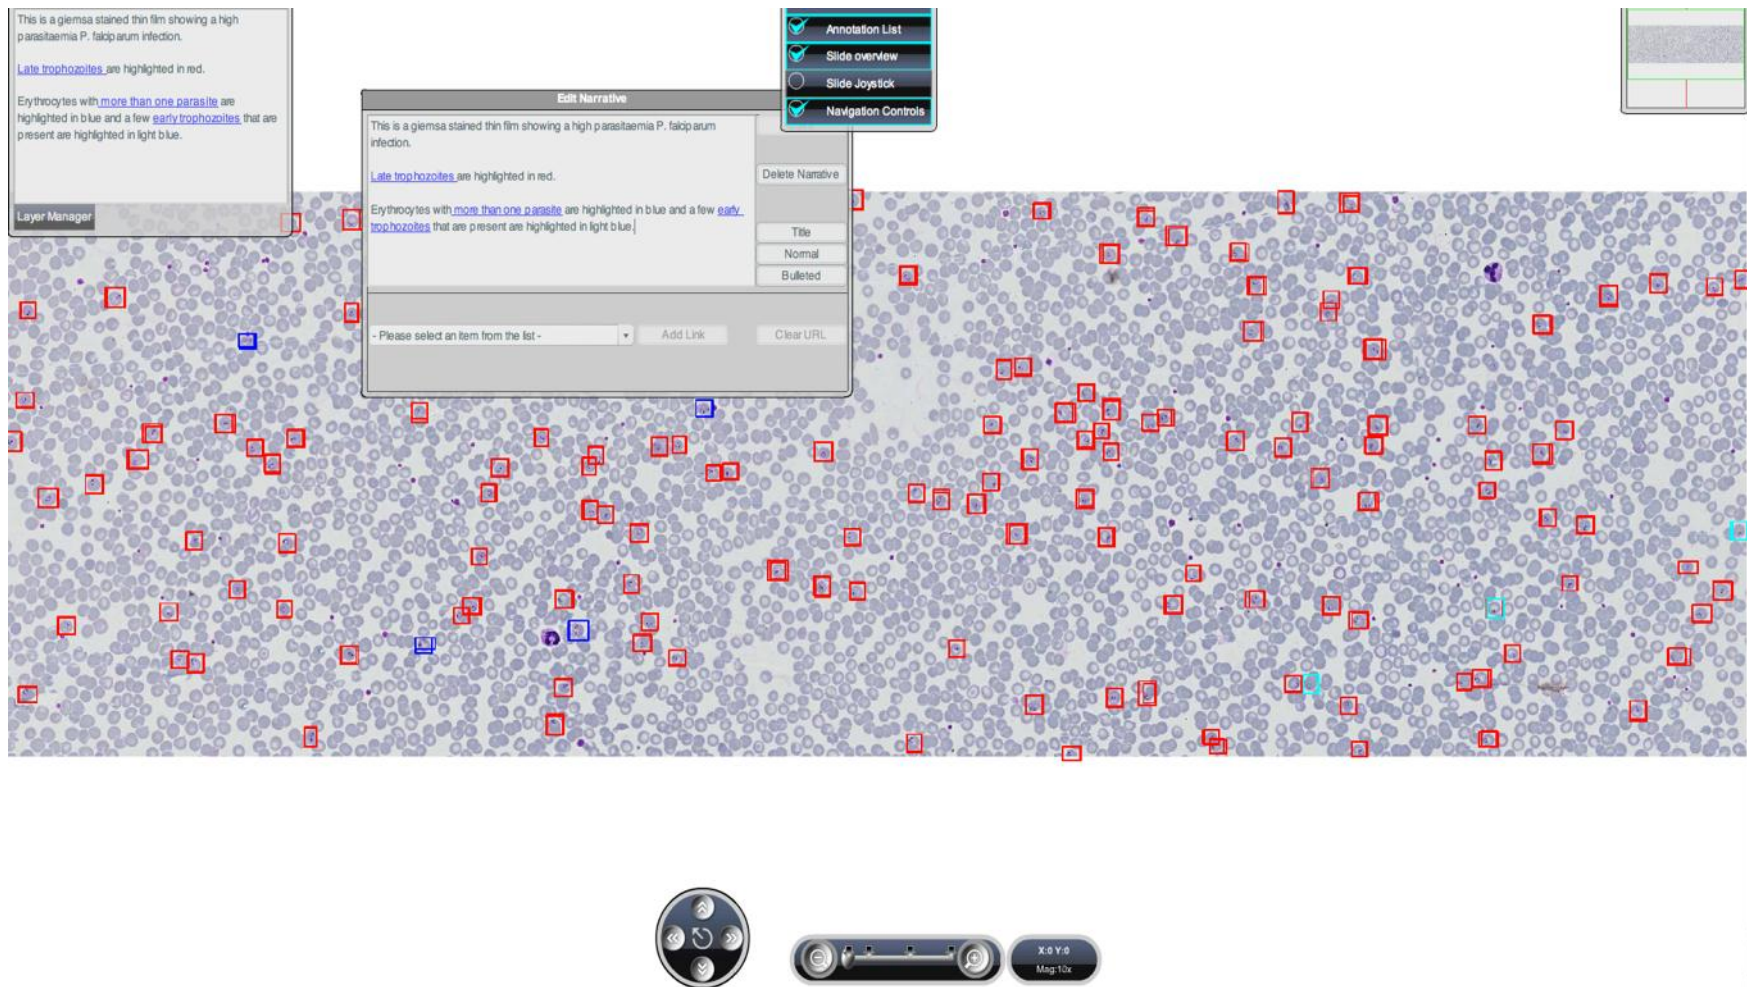 This is a giemsa stained thin film showing a high
parasitaemia P. falciparum infection.
Late trophozoites are highlighted in red.
Erythrocytes with more than one parasite are
highlighted in blue and a few early trophozoites that are
present are highlighted in light blue.
Layer Manager
Edit Narrative
This is a giemsa stained thin film showing a high parasitaemia P. falciparum
infection.
Late trophozoites are highlighted in red.
Erythrocytes with more than one parasite are highlighted in blue and a few early
trophozoites that are present are highlighted in light blue.
Delete Narrative
Title
Normal
Bulleted
- Please select an item from the list -
Add Link
Clear URL
Annotation List
Slide overview
Slide Joystick
Navigation Controls
X:0 Y:0
Mag:10x